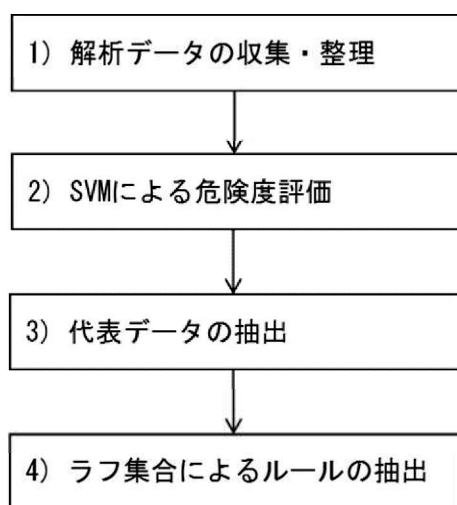 1) 解析データの収集・整理
2) SVMによる危険度評価
3) 代表データの抽出
4) ラフ集合によるルールの抽出